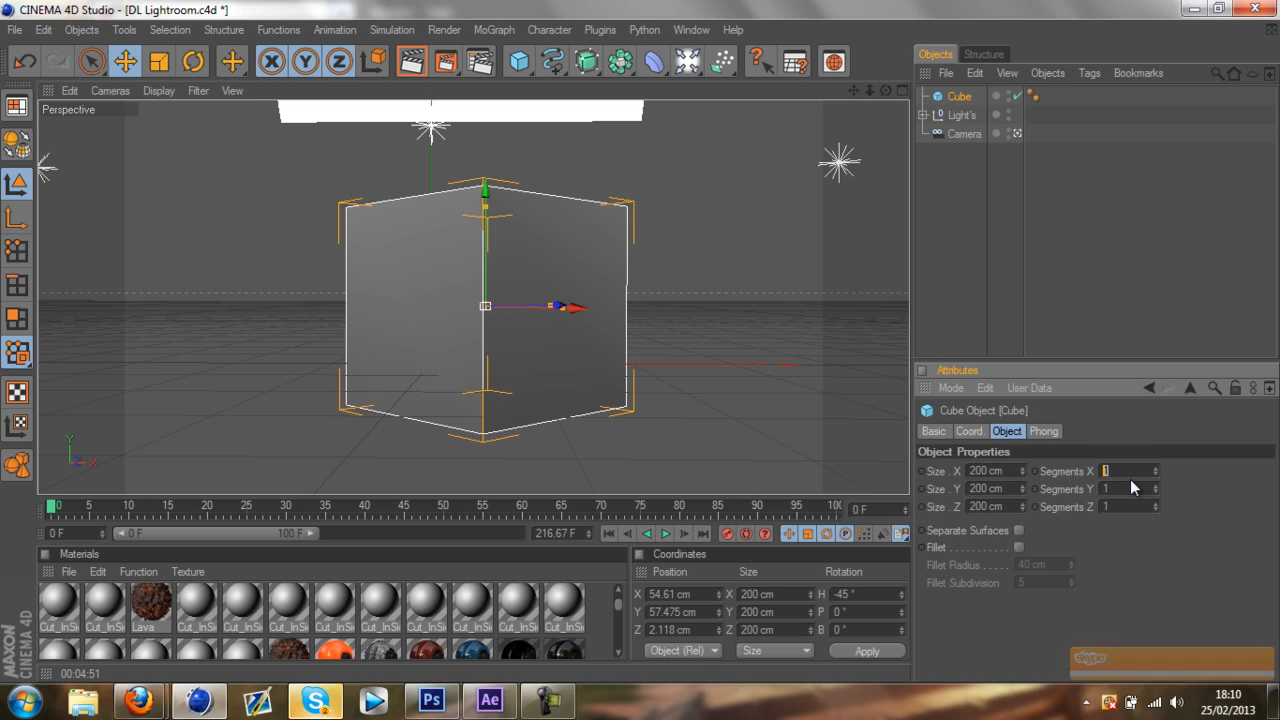 CINEMA 4D Studio - [DL Lightroom.c4d *]
File Edit Objects Tools Selection Structure Functions Animation Simulation Render MoGraph Character Plugins Python Window Help
Objects Structure
File Edit View Objects Tags Bookmarks
Cube
Light's
Camera
Edit Cameras Display Filter View
Perspective
Y
Z X
Attributes
Mode Edit User Data
Cube Object [Cube]
Basic Coord. Object Phong
Object Properties
Size . X 200 cm Segments X 1
Size . Y 200 cm Segments Y 1
Size . Z 200 cm Segments Z 1
Separate Surfaces
Fillet
Fillet Radius 40 cm
Fillet Subdivision 5
0 5 10 15 20 25 30 35 40 45 50 55 60 65 70 75 80 85 90 95 0 F
0 F 0 F 100 F 216.67 F
Materials
File Edit Function Texture
Cut_InSi Cut_InSi Lava Cut_InSi Cut_InSi Cut_InSi Cut_InSi Cut_InSi Cut_InSi Cut_InSi Cut_InSi Cut_InSi
Coordinates
Position Size Rotation
X 54.61 cm X 200 cm H -45 °
Y 57.475 cm Y 200 cm P 0 °
Z 2.118 cm Z 200 cm B 0 °
Object (Rel) Size Apply
MAXON
CINEMA 4D
00:04:51
skype
Ps Ae
2
18:10
25/02/2013